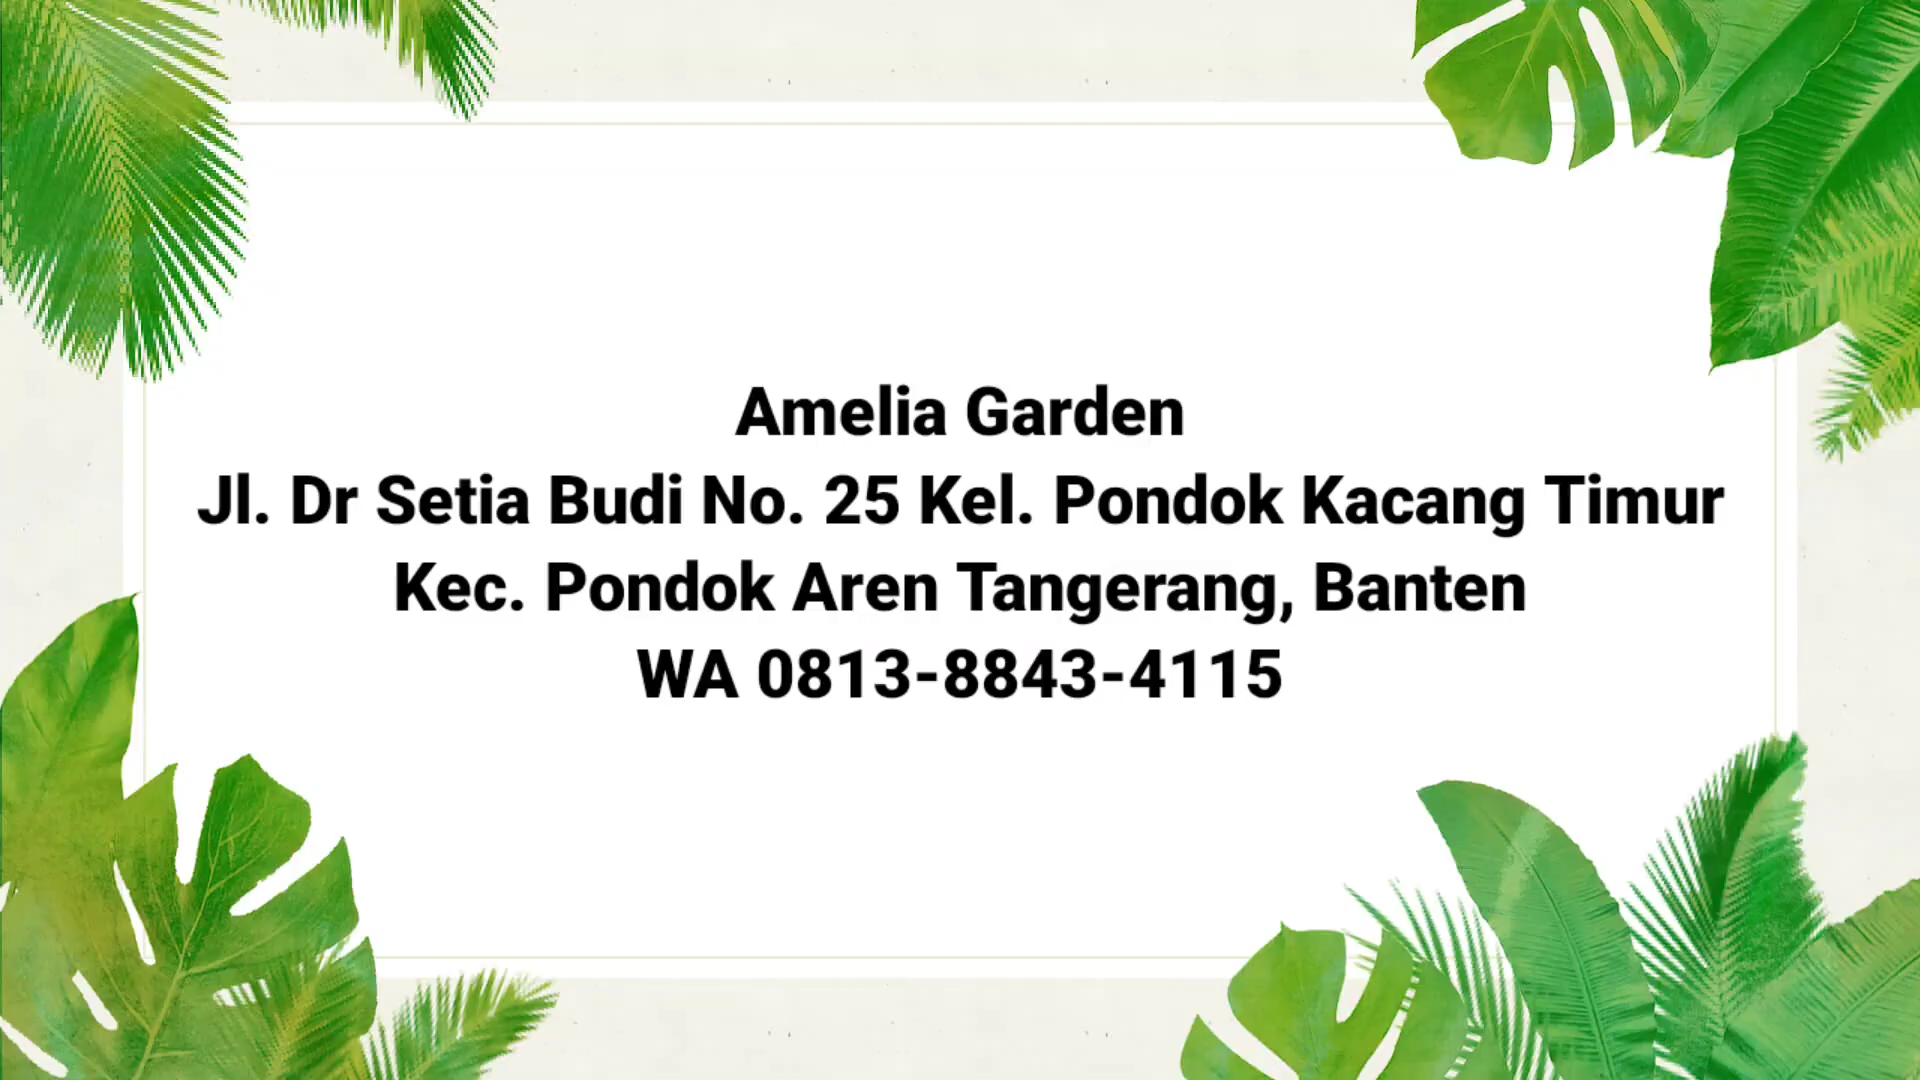 Amelia Garden
Jl. Dr Setia Budi No. 25 Kel. Pondok Kacang Timur
Kec. Pondok Aren Tangerang, Banten
WA 0813-8843-4115